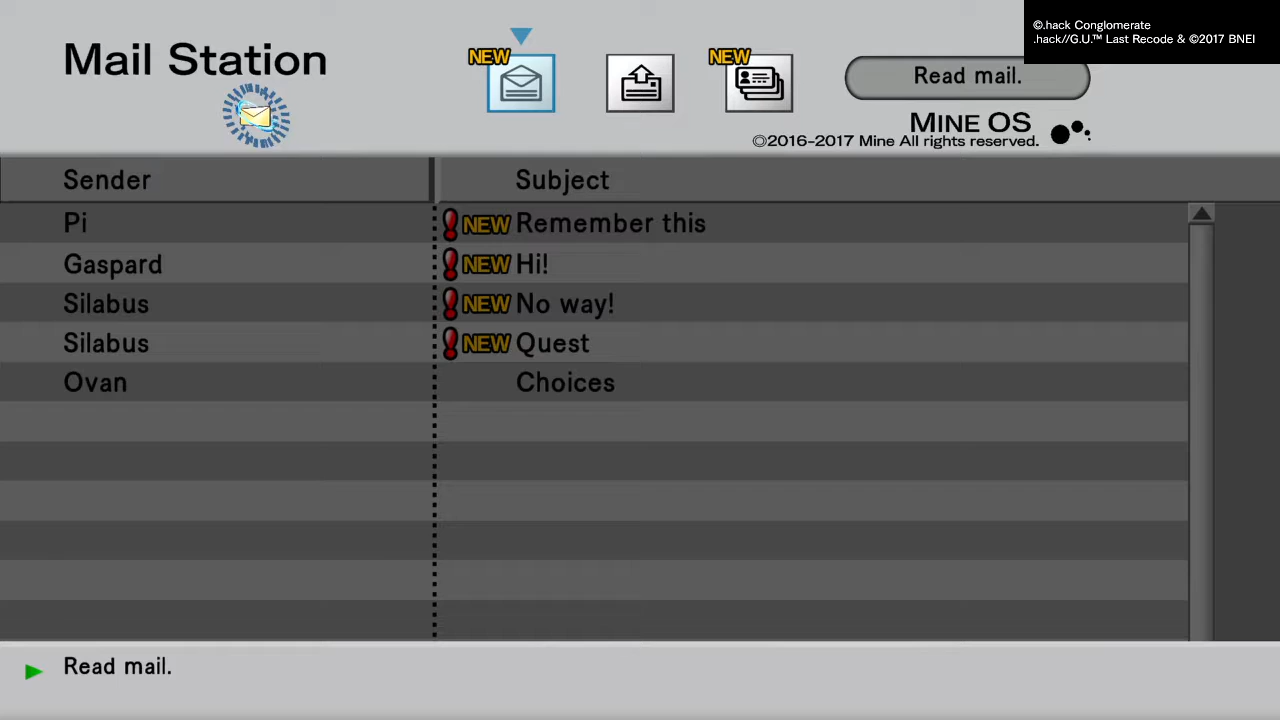 ©.hack Conglomerate
.hack//G.U.™ Last Recode & ©2017 BNEI
Mail Station
NEW
NEW
Read mail.
MINE OS
©2016-2017 Mine All rights reserved.
Sender Subject
Pi NEW Remember this
Gaspard NEW Hi!
Silabus NEW No way!
Silabus NEW Quest
Ovan Choices
Read mail.